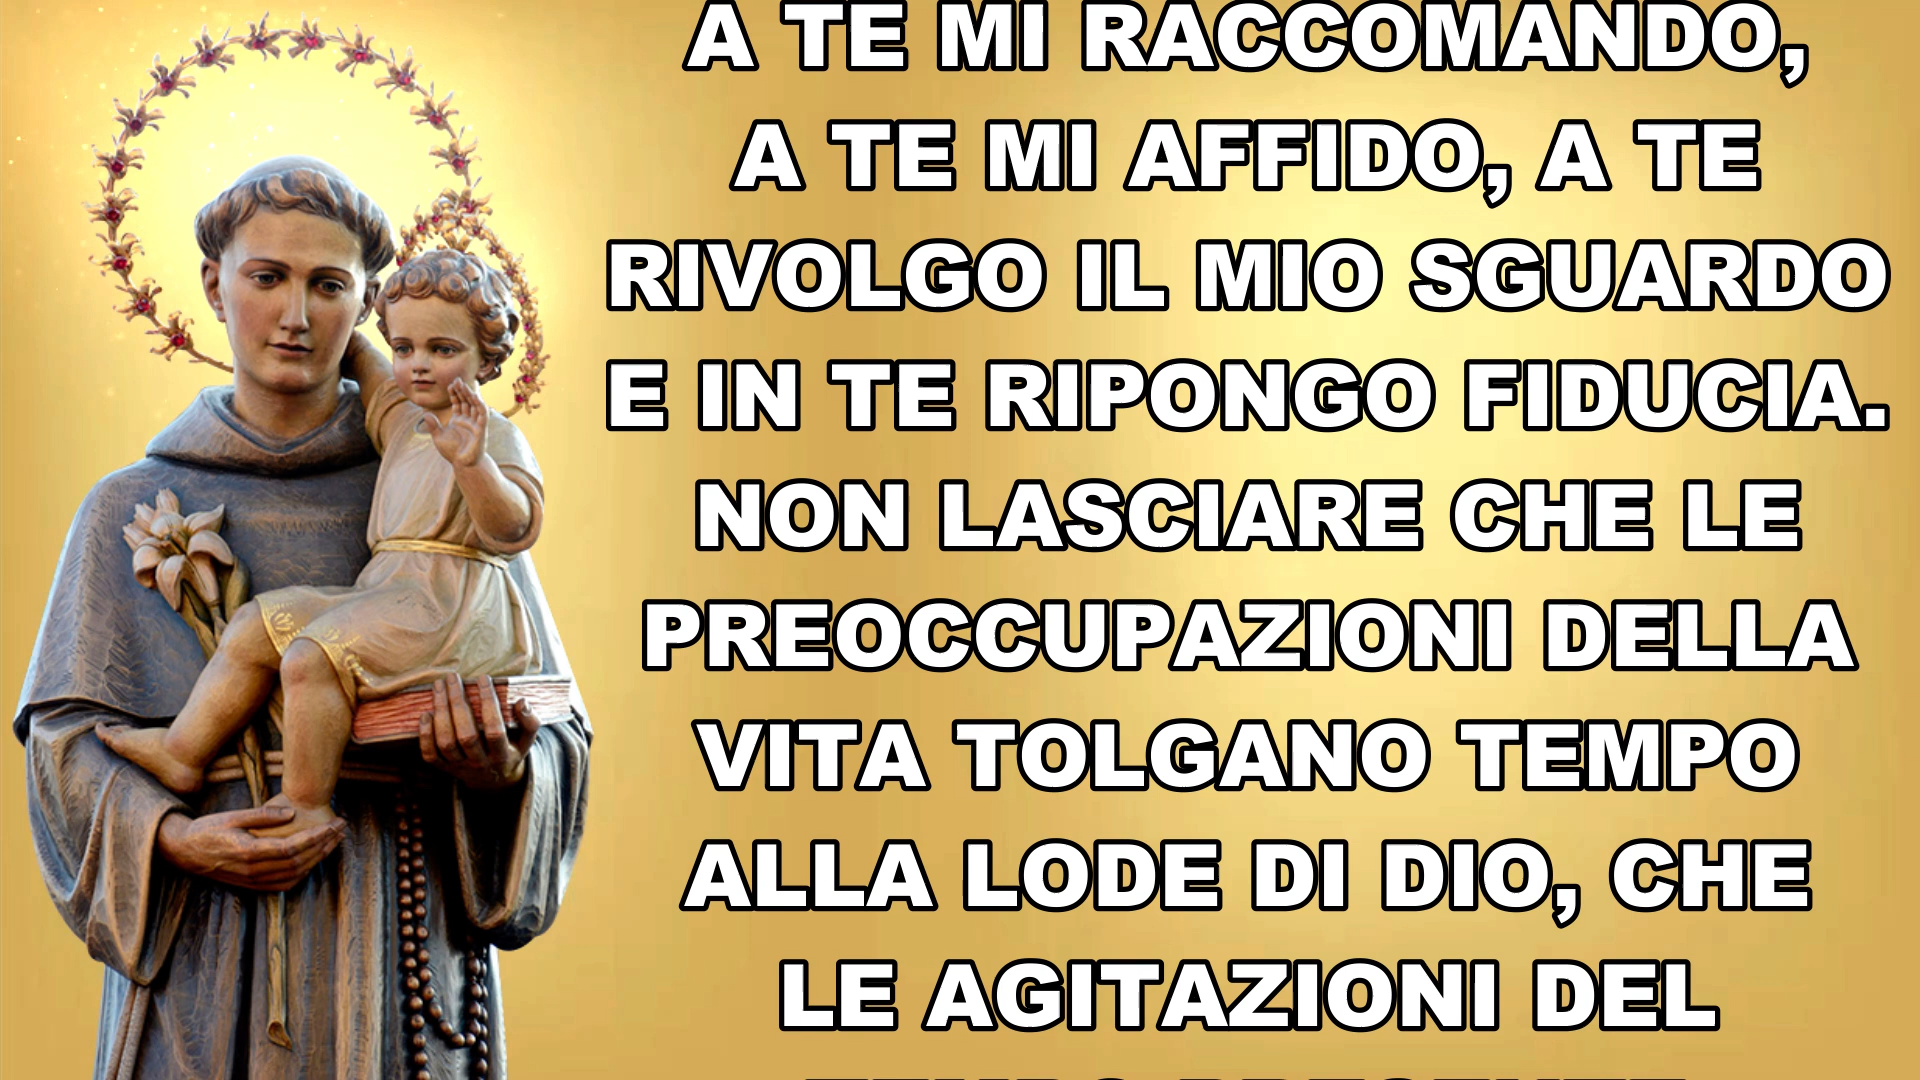 A TE MI RACCOMANDO,
A TE MI AFFIDO, A TE
RIVOLGO IL MIO SGUARDO
E IN TE RIPONGO FIDUCIA.
NON LASCIARE CHE LE
PREOCCUPAZIONI DELLA
VITA TOLGANO TEMPO
ALLA LODE DI DIO, CHE
LE AGITAZIONI DEL